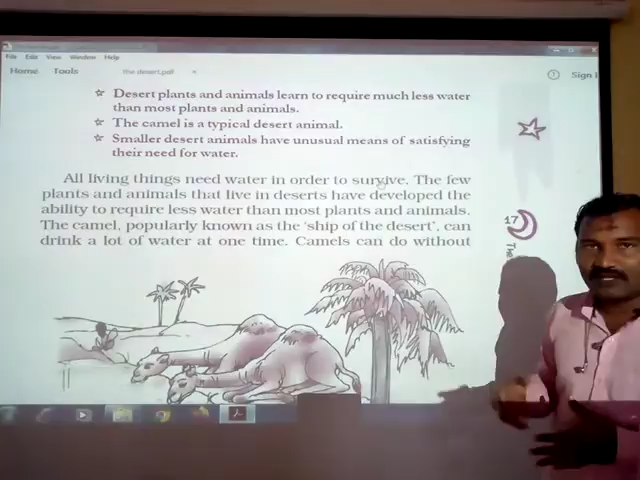 File Edit View Window Help
Home Tools
the desert.pdf ×
Sign I
☆ Desert plants and animals learn to require much less water
than most plants and animals.
☆ The camel is a typical desert animal.
☆ Smaller desert animals have unusual means of satisfying
their need for water.
All living things need water in order to survive. The few
plants and animals that live in deserts have developed the
ability to require less water than most plants and animals.
The camel, popularly known as the ‘ship of the desert’, can
drink a lot of water at one time. Camels can do without
17
The